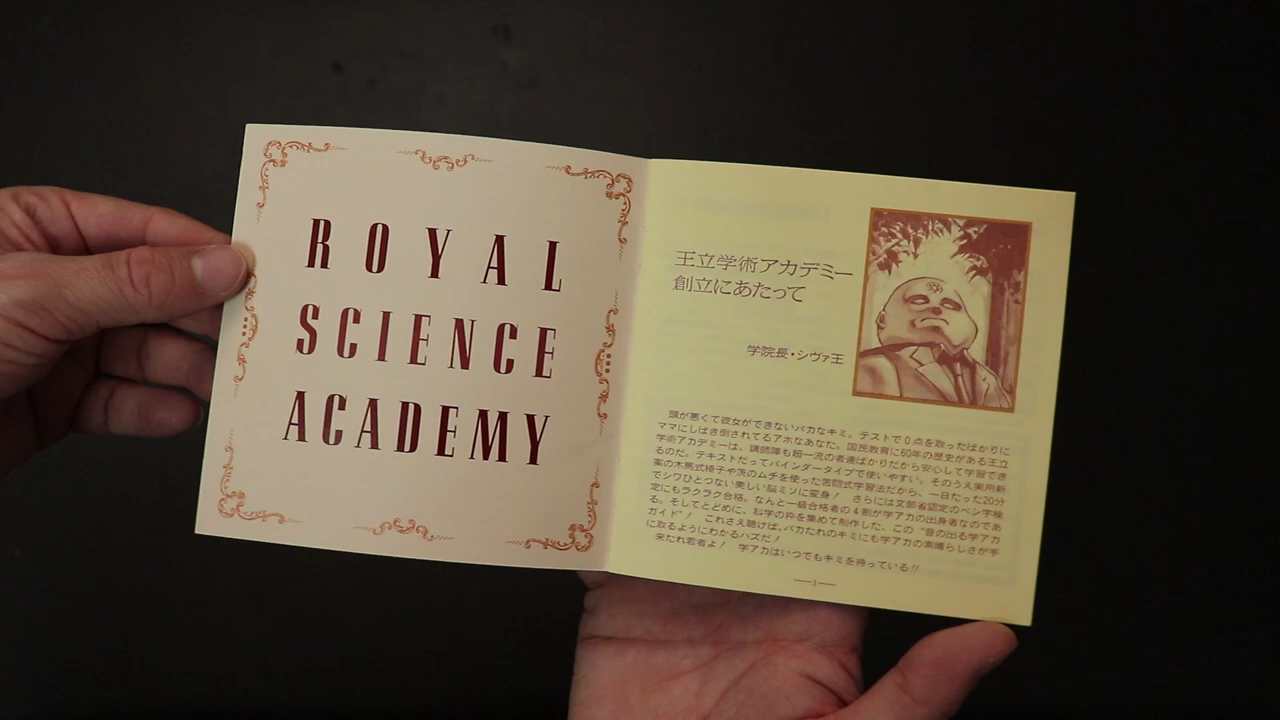 ROYAL
SCIENCE
ACADEMY
王立学術アカデミー
創立にあたって
学院長・シヴァ王
頭が悪くて彼女ができないバカなキミ。テストで0点を取ったばかりに
ママにしばき倒されてるアホなあなた。国民教育に60年の歴史がある王立
学術アカデミーは、講師陣も超一流の者達ばかりだから安心して学習でき
るのだ。テキストだってバインダータイプで使いやすい。そのうえ実用新
案の木馬式椅子や茨のムチを使った苦悶式学習法だから、一日たった20分
でシワひとつない美しい脳ミソに変身！ さらには文部省認定のペン字検
定にもラクラク合格。なんと一級合格者の4割が学アカの出身者なのであ
る。そしてとどめに、科学の粋を集めて制作した、この“音の出る学アカ
ガイド”♪ これさえ聴けば、バカたれのキミにも学アカの素晴らしさが手
に取るようにわかるハズだ！
来たれ若者よ！ 学アカはいつでもキミを待っている!!